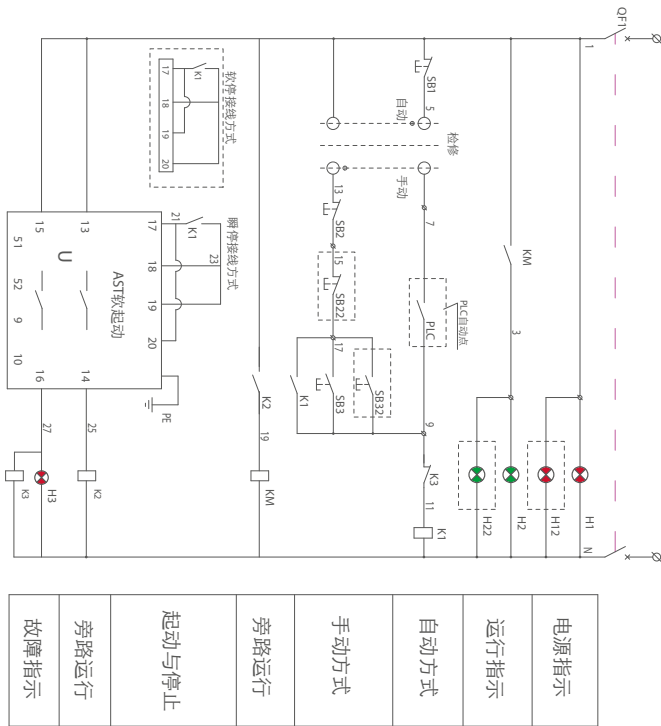 QF1
1
N
H1
H12
KM
3
H2
H22
SB1
5
自动
检修
手动
7
PLC
PLC自动点
9
K3
11
K1
13
SB2
15
SB22
17
K1
SB3
SB32
K2
19
KM
软停接线方式
K1
17
18
19
20
瞬停接线方式
K1
21
23
17
18
19
20
PE
13
15
51
52
9
10
U
AST软起动
14
16
25
27
K2
H3
K3
电源指示
运行指示
自动方式
手动方式
旁路运行
起动与停止
旁路运行
故障指示